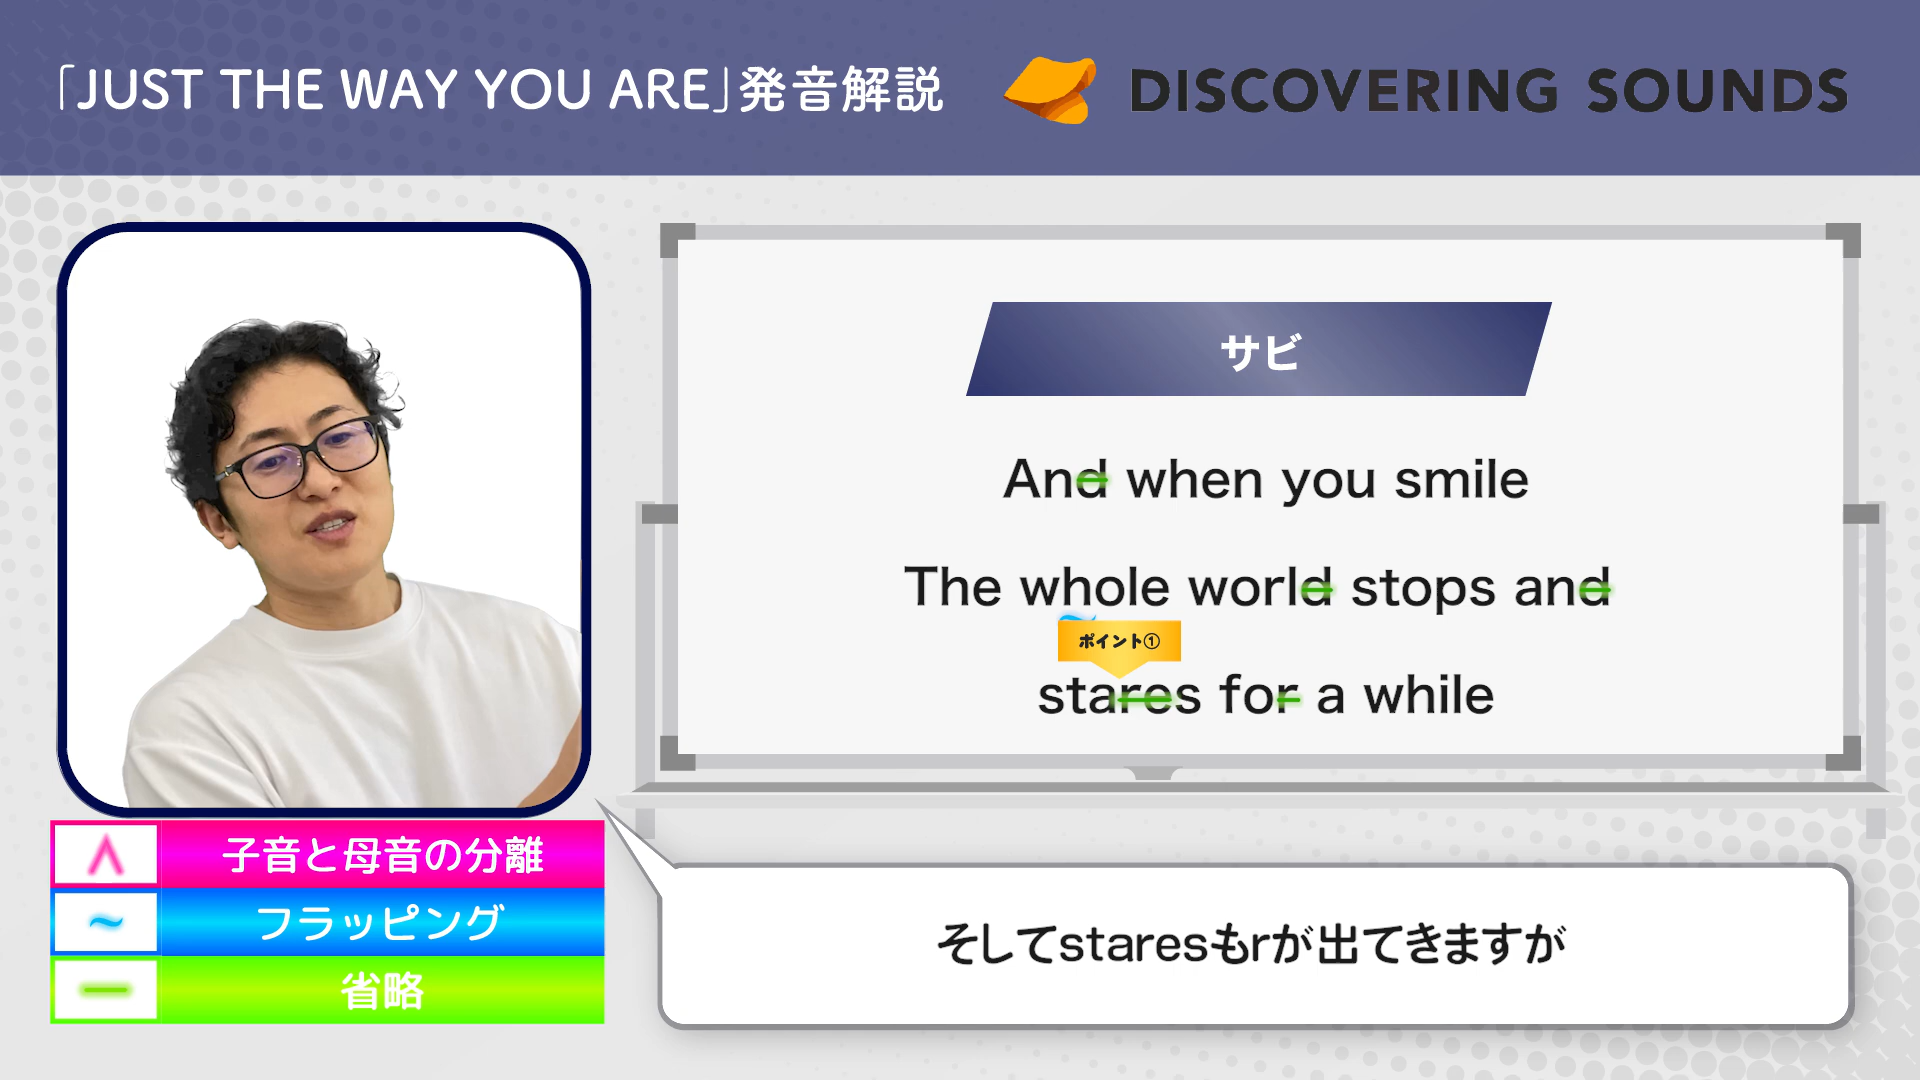 「JUST THE WAY YOU ARE」発音解説
DISCOVERING SOUNDS
サビ
And when you smile
The whole world stops and
ポイント①
stares for a while
子音と母音の分離
フラッピング
省略
そしてstaresもrが出てきますが